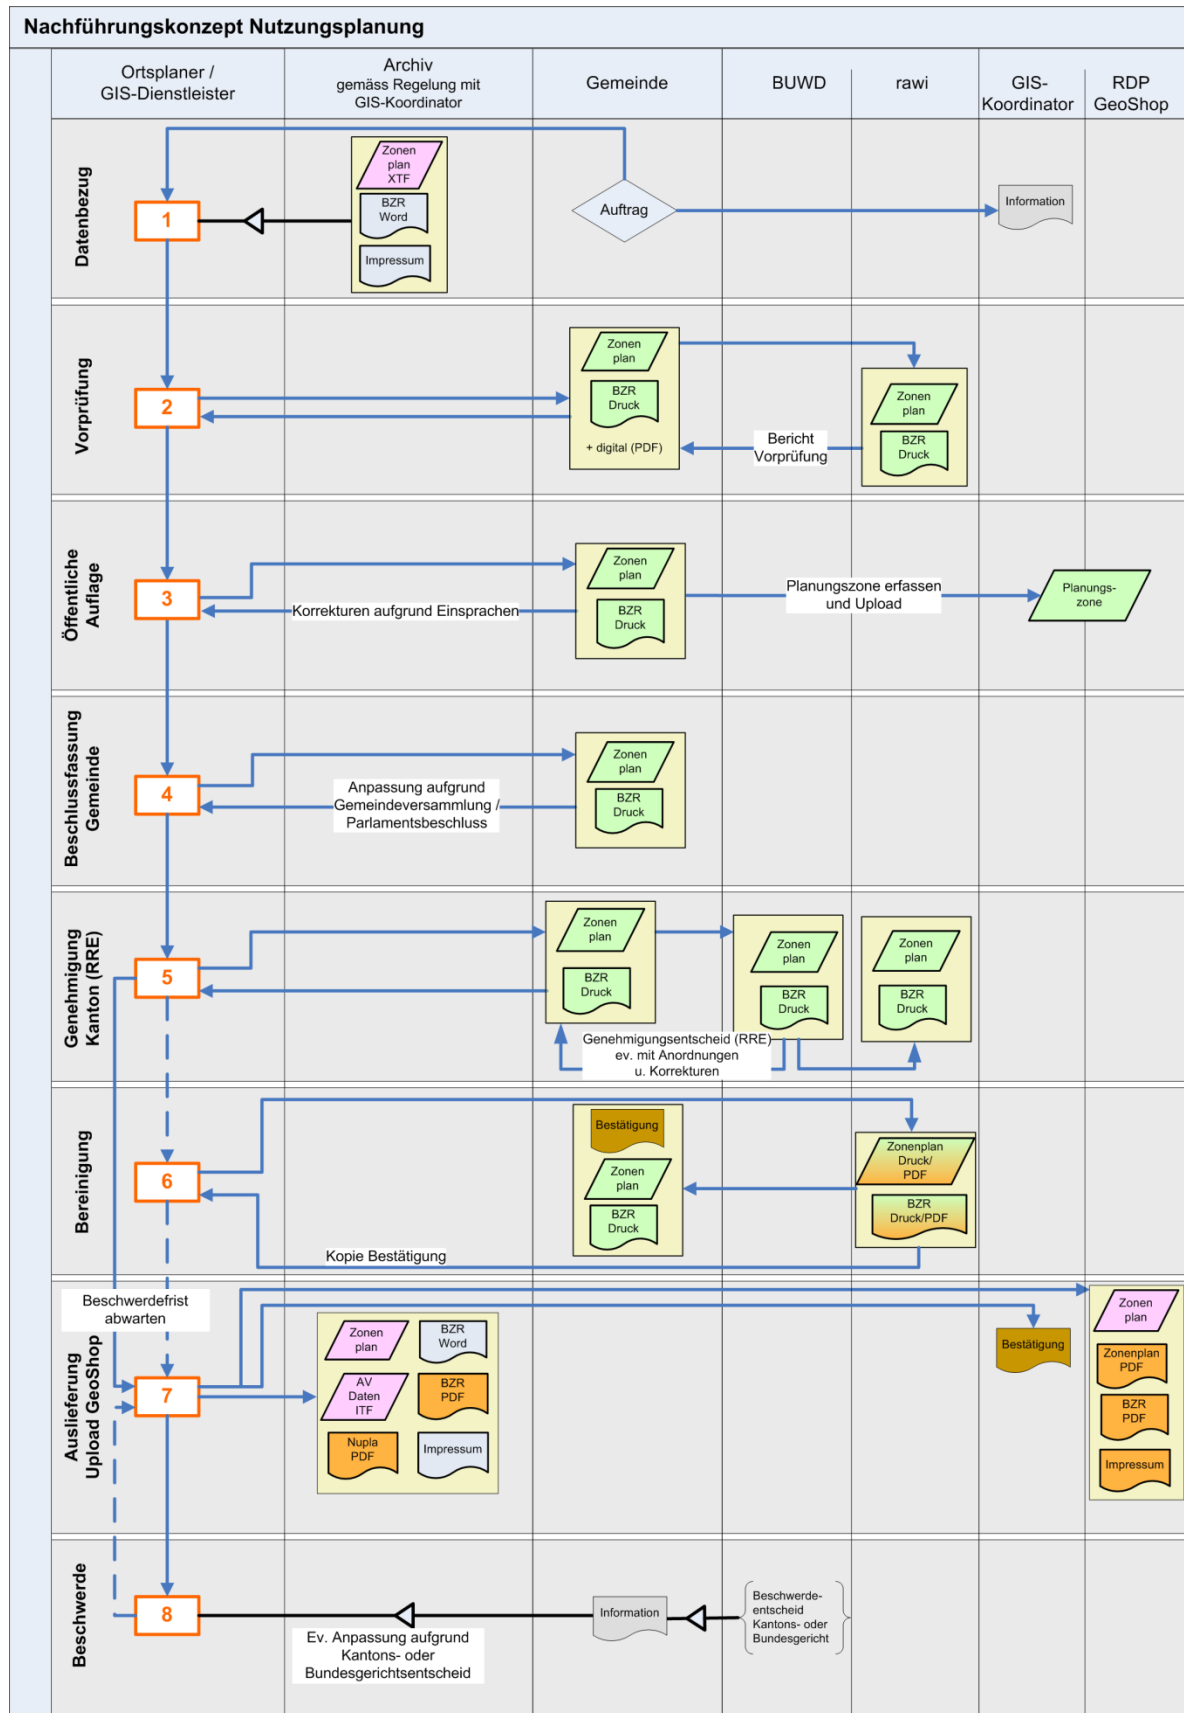 Nachführungskonzept Nutzungsplanung
Ortsplaner /
GIS-Dienstleister
Archiv
gemäss Regelung mit
GIS-Koordinator
Gemeinde
BUWD
rawi
GIS-
Koordinator
RDP
GeoShop
Datenbezug
1
Zonen
plan
XTF
BZR
Word
Impressum
Auftrag
Information
Vorprüfung
2
Zonen
plan
BZR
Druck
+ digital (PDF)
Bericht
Vorprüfung
Zonen
plan
BZR
Druck
Öffentliche
Auflage
3
Korrekturen aufgrund Einsprachen
Zonen
plan
BZR
Druck
Planungszone erfassen
und Upload
Planungs-
zone
Beschlussfassung
Gemeinde
4
Anpassung aufgrund
Gemeindeversammlung /
Parlamentsbeschluss
Zonen
plan
BZR
Druck
Genehmigung
Kanton (RRE)
5
Zonen
plan
BZR
Druck
Zonen
plan
BZR
Druck
Zonen
plan
BZR
Druck
Genehmigungsentscheid (RRE)
ev. mit Anordnungen
u. Korrekturen
Bereinigung
6
Kopie Bestätigung
Bestätigung
Zonen
plan
BZR
Druck
Zonenplan
Druck/
PDF
BZR
Druck/PDF
Auslieferung
Upload GeoShop
Beschwerdefrist
abwarten
7
Zonen
plan
BZR
Word
AV
Daten
ITF
BZR
PDF
Nupla
PDF
Impressum
Bestätigung
Zonen
plan
Zonenplan
PDF
BZR
PDF
Impressum
Beschwerde
8
Ev. Anpassung aufgrund
Kantons- oder
Bundesgerichtsentscheid
Information
Beschwerde-
entscheid
Kantons- oder
Bundesgericht